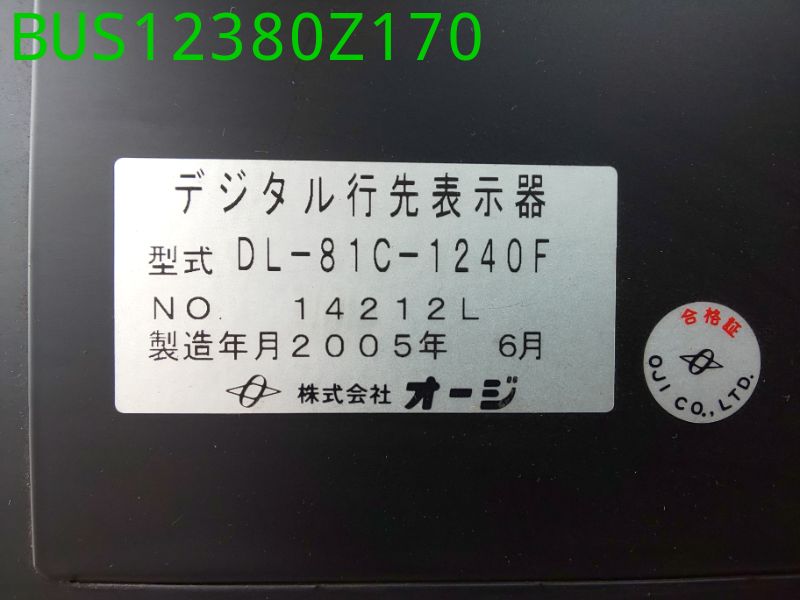 BUS12380Z170
デジタル行先表示器
型式 DL-81C-1240F
NO. 14212L
製造年月2005年 6月
株式会社 オージ
合格証
OJI CO.,LTD.